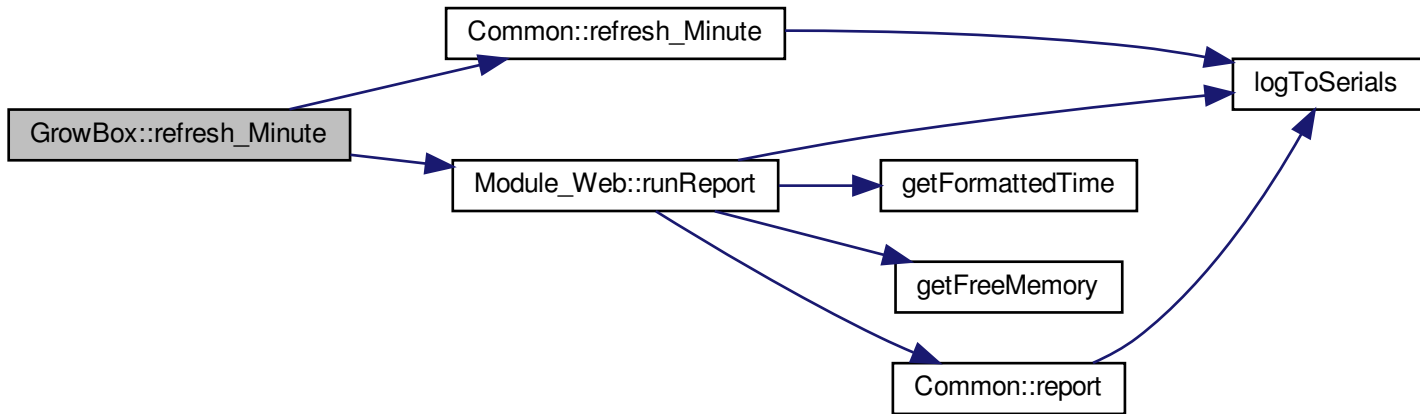 Common::refresh_Minute
logToSerials
GrowBox::refresh_Minute
Module_Web::runReport
getFormattedTime
getFreeMemory
Common::report